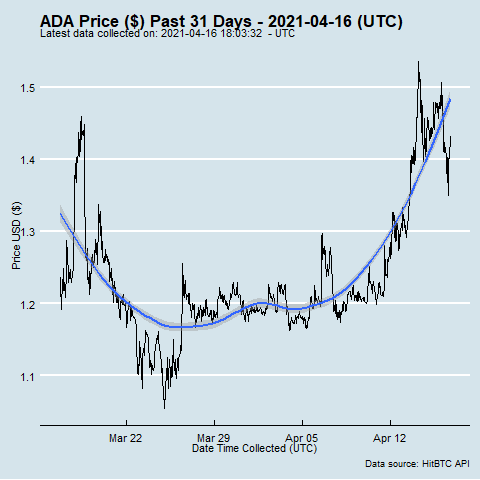 ADA Price ($) Past 31 Days - 2021-04-16 (UTC)
Latest data collected on: 2021-04-16 18:03:32 - UTC
Price USD ($)
1.5
1.4
1.3
1.2
1.1
Mar 22
Mar 29
Apr 05
Apr 12
Date Time Collected (UTC)
Data source: HitBTC API